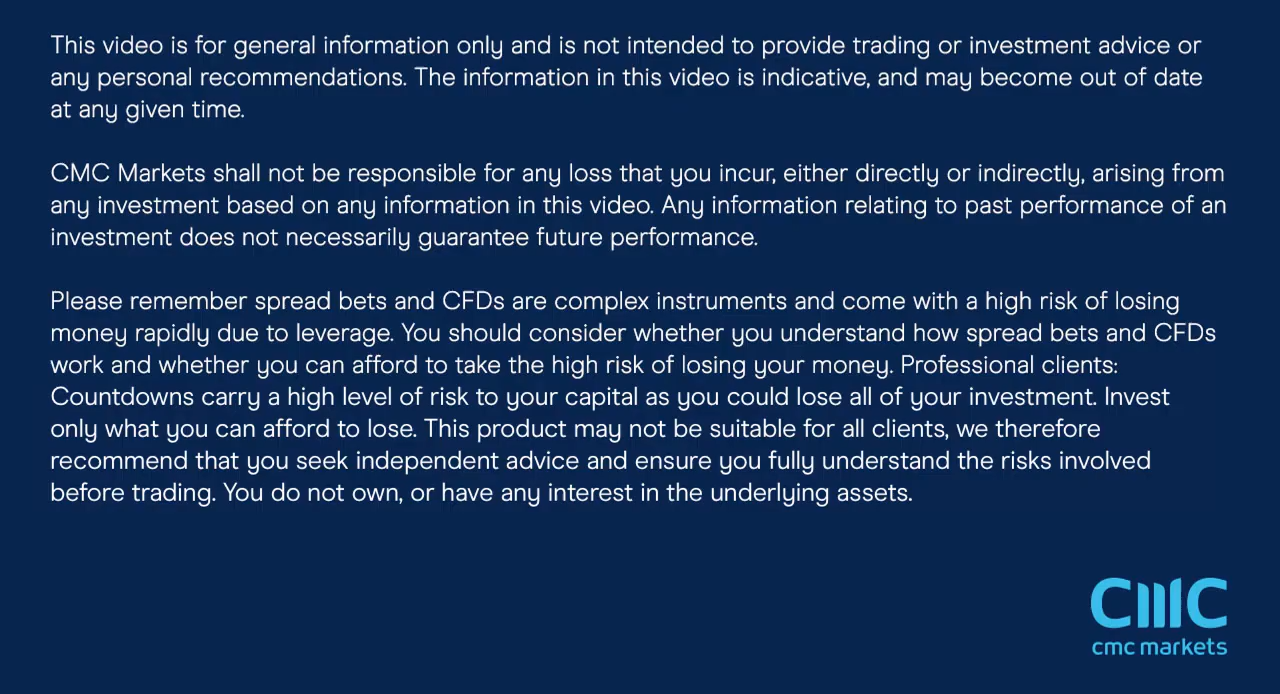 This video is for general information only and is not intended to provide trading or investment advice or
any personal recommendations. The information in this video is indicative, and may become out of date
at any given time.
CMC Markets shall not be responsible for any loss that you incur, either directly or indirectly, arising from
any investment based on any information in this video. Any information relating to past performance of an
investment does not necessarily guarantee future performance.
Please remember spread bets and CFDs are complex instruments and come with a high risk of losing
money rapidly due to leverage. You should consider whether you understand how spread bets and CFDs
work and whether you can afford to take the high risk of losing your money. Professional clients:
Countdowns carry a high level of risk to your capital as you could lose all of your investment. Invest
only what you can afford to lose. This product may not be suitable for all clients, we therefore
recommend that you seek independent advice and ensure you fully understand the risks involved
before trading. You do not own, or have any interest in the underlying assets.
CMC
cmc markets